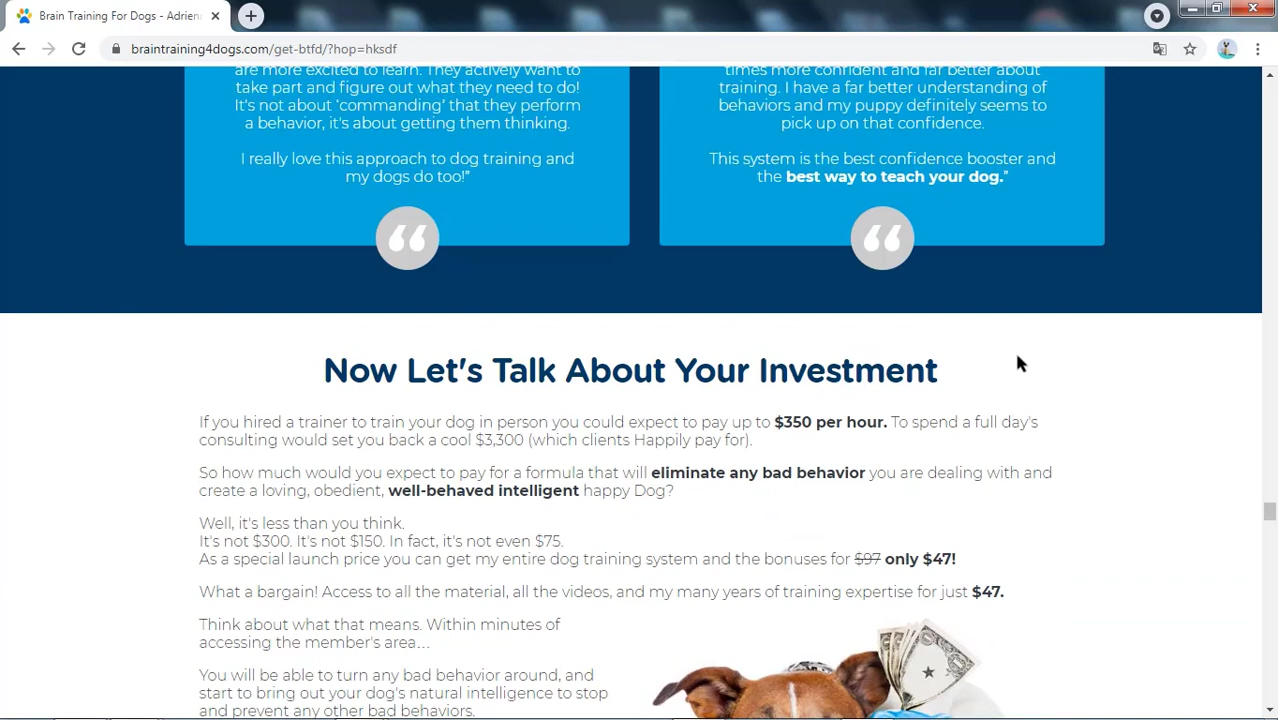 Brain Training For Dogs - Adrien
braintraining4dogs.com/get-btfd/?hop=hksdf
are more excited to learn. They actively want to
take part and figure out what they need to do!
It's not about 'commanding' that they perform
a behavior, it's about getting them thinking.
I really love this approach to dog training and
my dogs do too!"
times more confident and far better about
training. I have a far better understanding of
behaviors and my puppy definitely seems to
pick up on that confidence.
This system is the best confidence booster and
the best way to teach your dog."
Now Let's Talk About Your Investment
If you hired a trainer to train your dog in person you could expect to pay up to $350 per hour. To spend a full day's
consulting would set you back a cool $3,300 (which clients Happily pay for).
So how much would you expect to pay for a formula that will eliminate any bad behavior you are dealing with and
create a loving, obedient, well-behaved intelligent happy Dog?
Well, it's less than you think.
It's not $300. It's not $150. In fact, it's not even $75.
As a special launch price you can get my entire dog training system and the bonuses for $97 only $47!
What a bargain! Access to all the material, all the videos, and my many years of training expertise for just $47.
Think about what that means. Within minutes of
accessing the member's area...
You will be able to turn any bad behavior around, and
start to bring out your dog's natural intelligence to stop
and prevent any other bad behaviors.